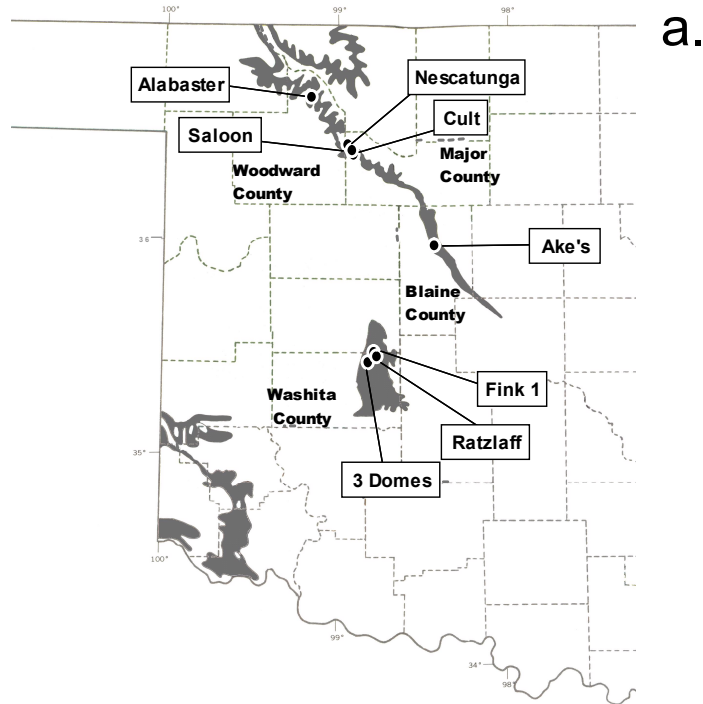 a.
100°
99°
98°
Alabaster
Nescatunga
Cult
Saloon
Major
County
Woodward
County
36
Ake's
Blaine
County
Fink 1
Washita
County
Ratzlaff
35°
3 Domes
100°
99°
34°
98°